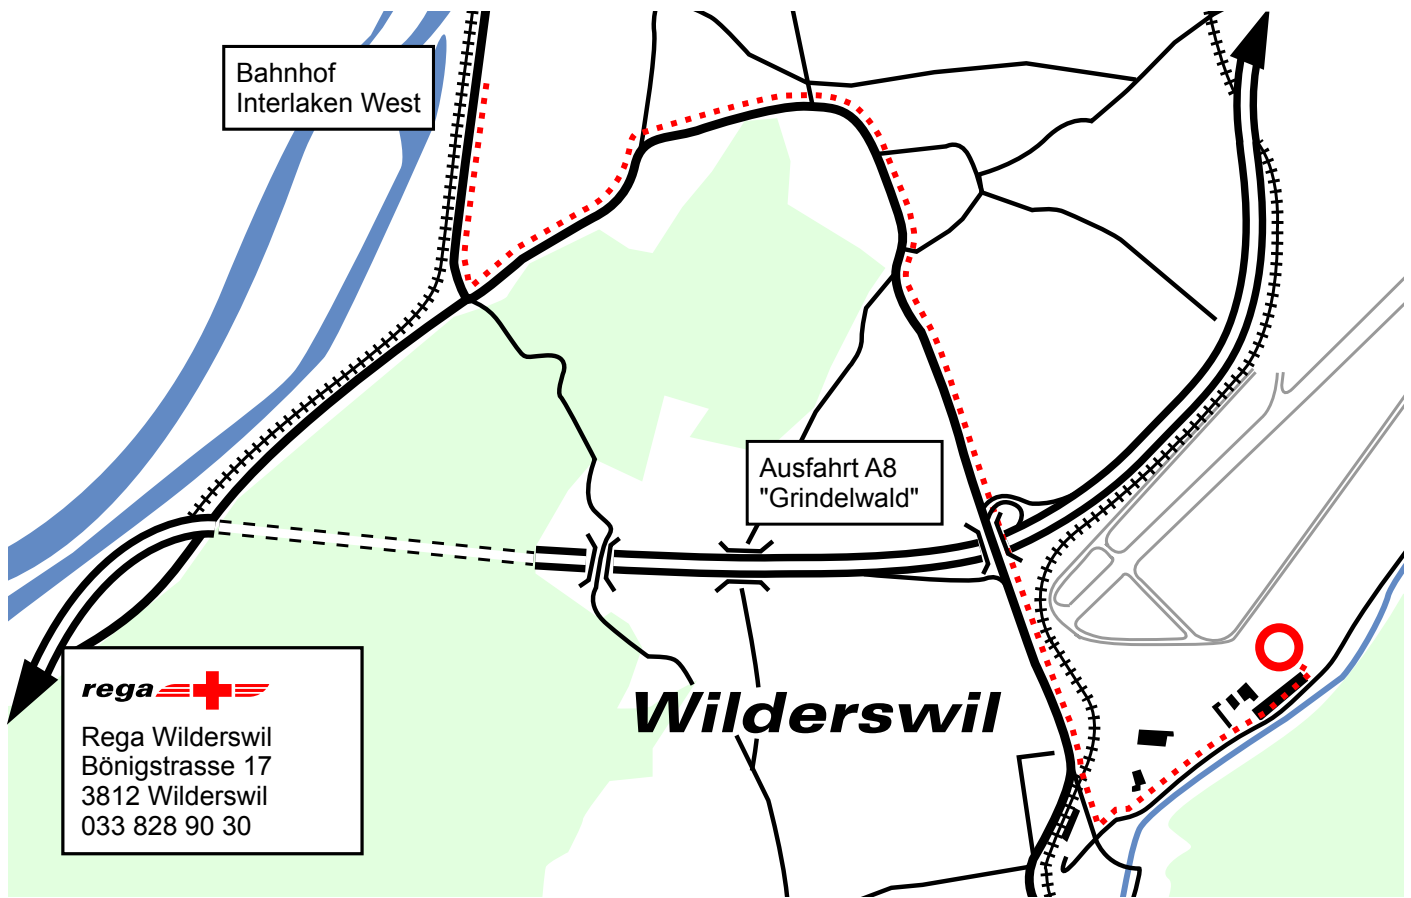 Bahnhof
Interlaken West
Ausfahrt A8
"Grindelwald"
rega
Rega Wilderswil
Bönigstrasse 17
3812 Wilderswil
033 828 90 30
Wilderswil